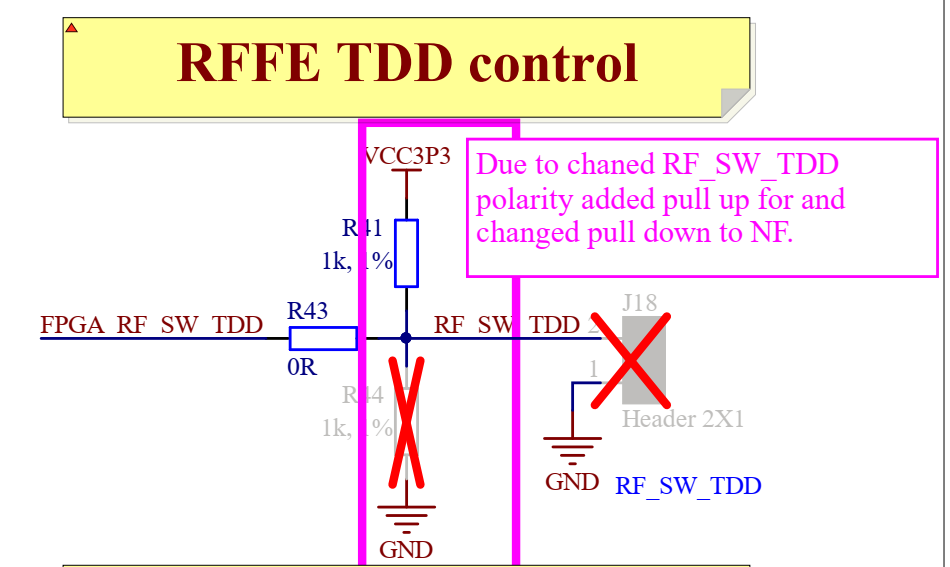 RFFE TDD control
VCC3P3
Due to chaned RF_SW_TDD
polarity added pull up for and
changed pull down to NF.
R41
1k, 1%
J18
R43
FPGA_RF_SW_TDD
RF_SW_TDD
2
0R
1
R44
1k, 1%
Header 2X1
GND
RF_SW_TDD
GND